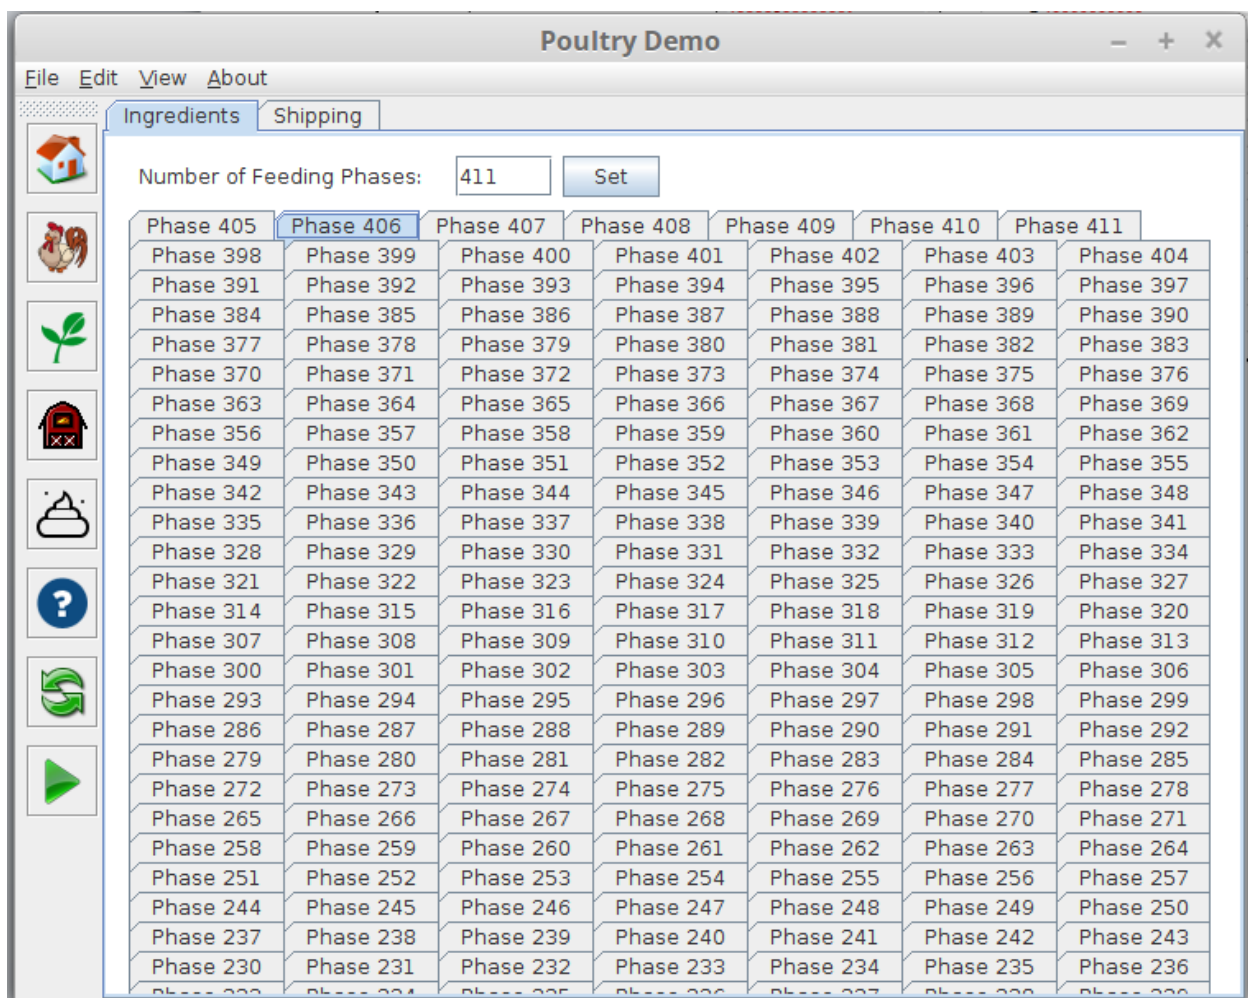 Poultry Demo
File Edit View About
Ingredients Shipping
Number of Feeding Phases: 411 Set
Phase 405 Phase 406 Phase 407 Phase 408 Phase 409 Phase 410 Phase 411
Phase 398 Phase 399 Phase 400 Phase 401 Phase 402 Phase 403 Phase 404
Phase 391 Phase 392 Phase 393 Phase 394 Phase 395 Phase 396 Phase 397
Phase 384 Phase 385 Phase 386 Phase 387 Phase 388 Phase 389 Phase 390
Phase 377 Phase 378 Phase 379 Phase 380 Phase 381 Phase 382 Phase 383
Phase 370 Phase 371 Phase 372 Phase 373 Phase 374 Phase 375 Phase 376
Phase 363 Phase 364 Phase 365 Phase 366 Phase 367 Phase 368 Phase 369
Phase 356 Phase 357 Phase 358 Phase 359 Phase 360 Phase 361 Phase 362
Phase 349 Phase 350 Phase 351 Phase 352 Phase 353 Phase 354 Phase 355
Phase 342 Phase 343 Phase 344 Phase 345 Phase 346 Phase 347 Phase 348
Phase 335 Phase 336 Phase 337 Phase 338 Phase 339 Phase 340 Phase 341
Phase 328 Phase 329 Phase 330 Phase 331 Phase 332 Phase 333 Phase 334
Phase 321 Phase 322 Phase 323 Phase 324 Phase 325 Phase 326 Phase 327
Phase 314 Phase 315 Phase 316 Phase 317 Phase 318 Phase 319 Phase 320
Phase 307 Phase 308 Phase 309 Phase 310 Phase 311 Phase 312 Phase 313
Phase 300 Phase 301 Phase 302 Phase 303 Phase 304 Phase 305 Phase 306
Phase 293 Phase 294 Phase 295 Phase 296 Phase 297 Phase 298 Phase 299
Phase 286 Phase 287 Phase 288 Phase 289 Phase 290 Phase 291 Phase 292
Phase 279 Phase 280 Phase 281 Phase 282 Phase 283 Phase 284 Phase 285
Phase 272 Phase 273 Phase 274 Phase 275 Phase 276 Phase 277 Phase 278
Phase 265 Phase 266 Phase 267 Phase 268 Phase 269 Phase 270 Phase 271
Phase 258 Phase 259 Phase 260 Phase 261 Phase 262 Phase 263 Phase 264
Phase 251 Phase 252 Phase 253 Phase 254 Phase 255 Phase 256 Phase 257
Phase 244 Phase 245 Phase 246 Phase 247 Phase 248 Phase 249 Phase 250
Phase 237 Phase 238 Phase 239 Phase 240 Phase 241 Phase 242 Phase 243
Phase 230 Phase 231 Phase 232 Phase 233 Phase 234 Phase 235 Phase 236